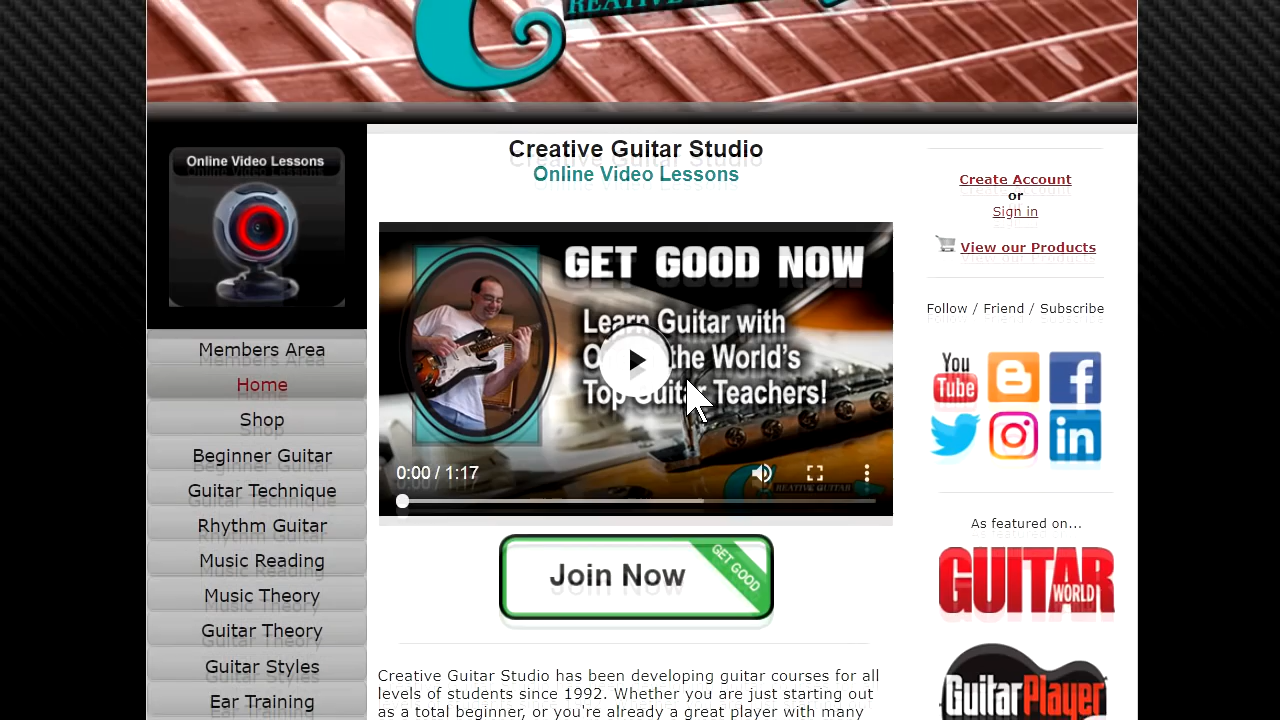 REATIVE
Online Video Lessons
Members Area
Home
Shop
Beginner Guitar
Guitar Technique
Rhythm Guitar
Music Reading
Music Theory
Guitar Theory
Guitar Styles
Ear Training
Creative Guitar Studio
Online Video Lessons
GET GOOD NOW
Learn Guitar with
the World's
Top Guitar Teachers!
0:00 / 1:17
REATIVE GUITAR
Join Now
GET GOOD
Creative Guitar Studio has been developing guitar courses for all
levels of students since 1992. Whether you are just starting out
as a total beginner, or you're already a great player with many
Create Account
or
Sign in
View our Products
Follow / Friend / Subscribe
You
Tube
B
f
in
As featured on...
GUITAR
WORLD
GuitarPlayer